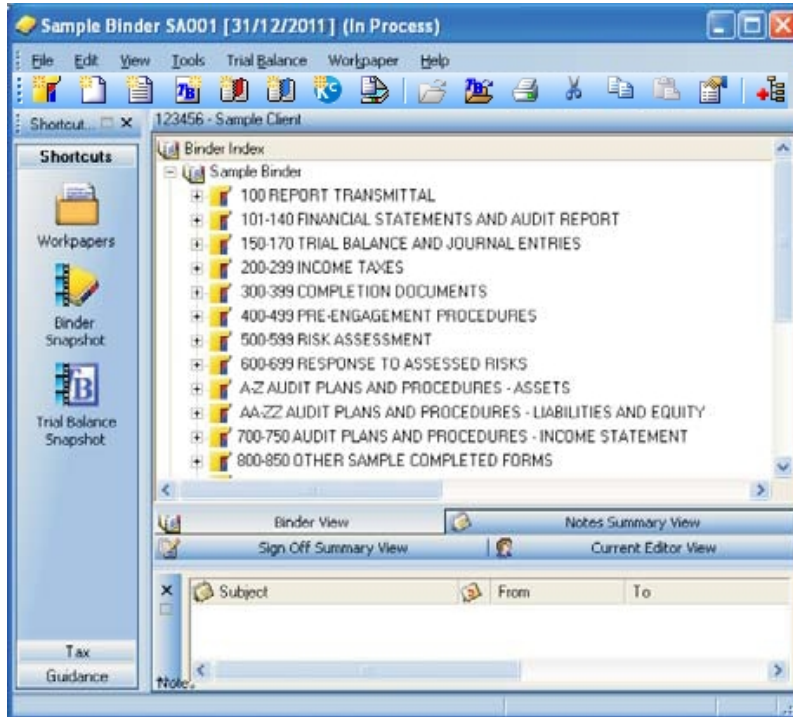 Sample Binder SA001 [31/12/2011] (In Process)
File Edit View Tools Trial Balance Workpaper Help
TB KC TB
Shortcut...
123456 - Sample Client
Shortcuts
Workpapers
Binder
Snapshot
TB
Trial Balance
Snapshot
Tax
Guidance
Binder Index
Sample Binder
100 REPORT TRANSMITTAL
101-140 FINANCIAL STATEMENTS AND AUDIT REPORT
150-170 TRIAL BALANCE AND JOURNAL ENTRIES
200-299 INCOME TAXES
300-399 COMPLETION DOCUMENTS
400-499 PRE-ENGAGEMENT PROCEDURES
500-599 RISK ASSESSMENT
600-699 RESPONSE TO ASSESSED RISKS
A-Z AUDIT PLANS AND PROCEDURES - ASSETS
AA-ZZ AUDIT PLANS AND PROCEDURES - LIABILITIES AND EQUITY
700-750 AUDIT PLANS AND PROCEDURES - INCOME STATEMENT
800-850 OTHER SAMPLE COMPLETED FORMS
Binder View Notes Summary View
Sign Off Summary View Current Editor View
Subject From To